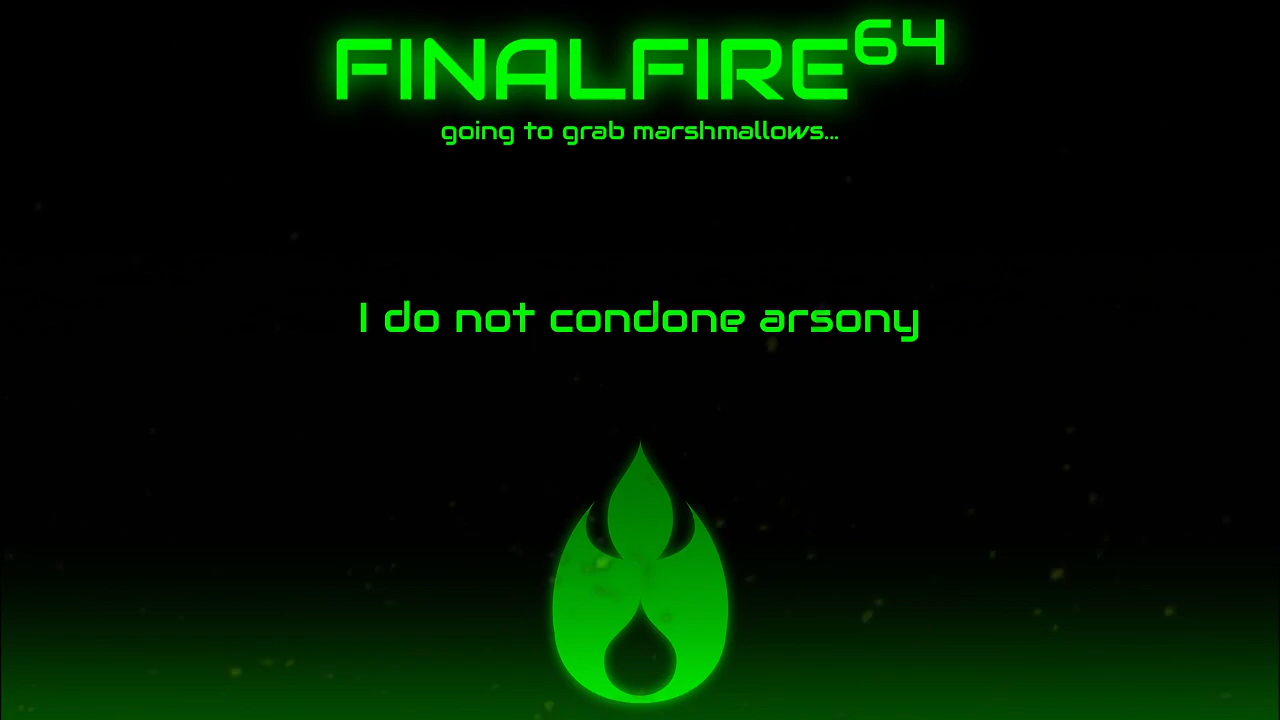 FINALFIRE⁶⁴
going to grab marshmallows...
I do not condone arsony